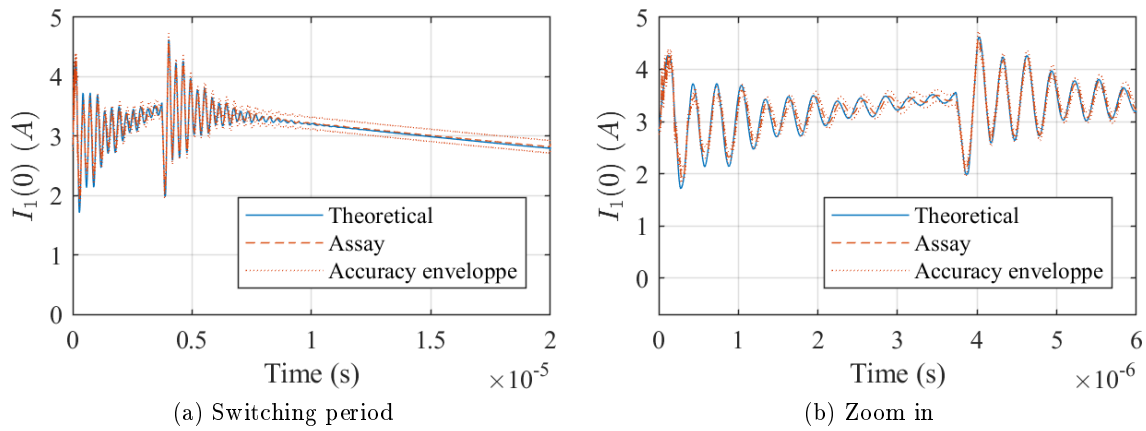 5
4
3
2
1
0
I₁(0) (A)
0
0.5
1
1.5
2
Time (s)
×10⁻⁵
Theoretical
Assay
Accuracy enveloppe
(a) Switching period
5
4
3
2
1
0
I₁(0) (A)
0
1
2
3
4
5
6
Time (s)
×10⁻⁶
Theoretical
Assay
Accuracy enveloppe
(b) Zoom in